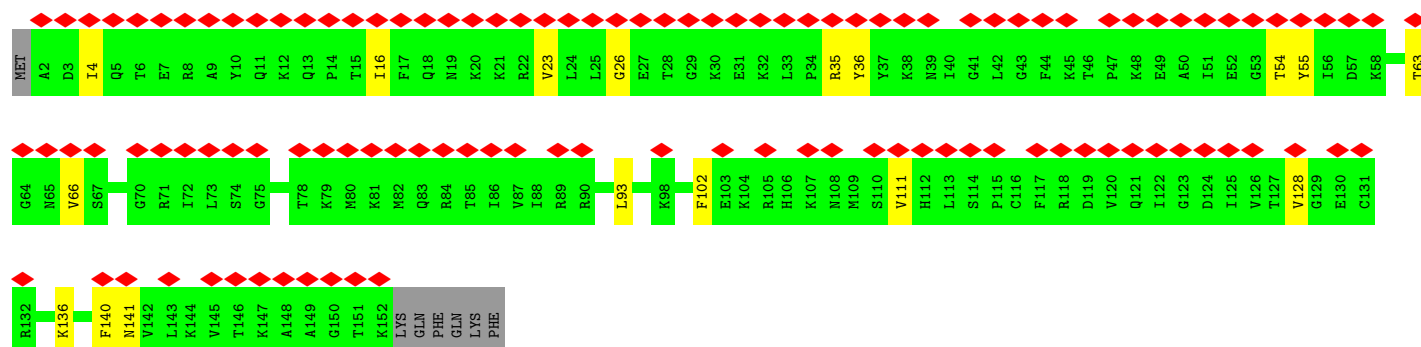 MET A2 D3 I4 Q5 T6 E7 R8 A9 Y10 Q11 K12 Q13 P14 T15 I16 F17 Q18 N19 K20 K21 R22 V23 L24 L25 G26 E27 T28 G29 K30 E31 K32 L33 P34 R35 Y36 Y37 K38 N39 I40 G41 L42 G43 F44 K45 T46 P47 K48 E49 A50 I51 E52 G53 T54 Y55 I56 D57 K58 T63
G64 N65 V66 S67 G70 R71 I72 L73 S74 G75 T78 K79 M80 K81 M82 Q83 R84 T85 I86 V87 I88 R89 R90 L93 K98 F102 E103 K104 R105 H106 K107 N108 M109 S110 V111 H112 L113 S114 P115 C116 F117 R118 D119 V120 Q121 I122 G123 D124 I125 V126 T127 V128 G129 E130 C131
R132 K136 F140 N141 V142 L143 K144 V145 T146 K147 A148 A149 G150 T151 K152 LYS GLN PHE GLN LYS PHE